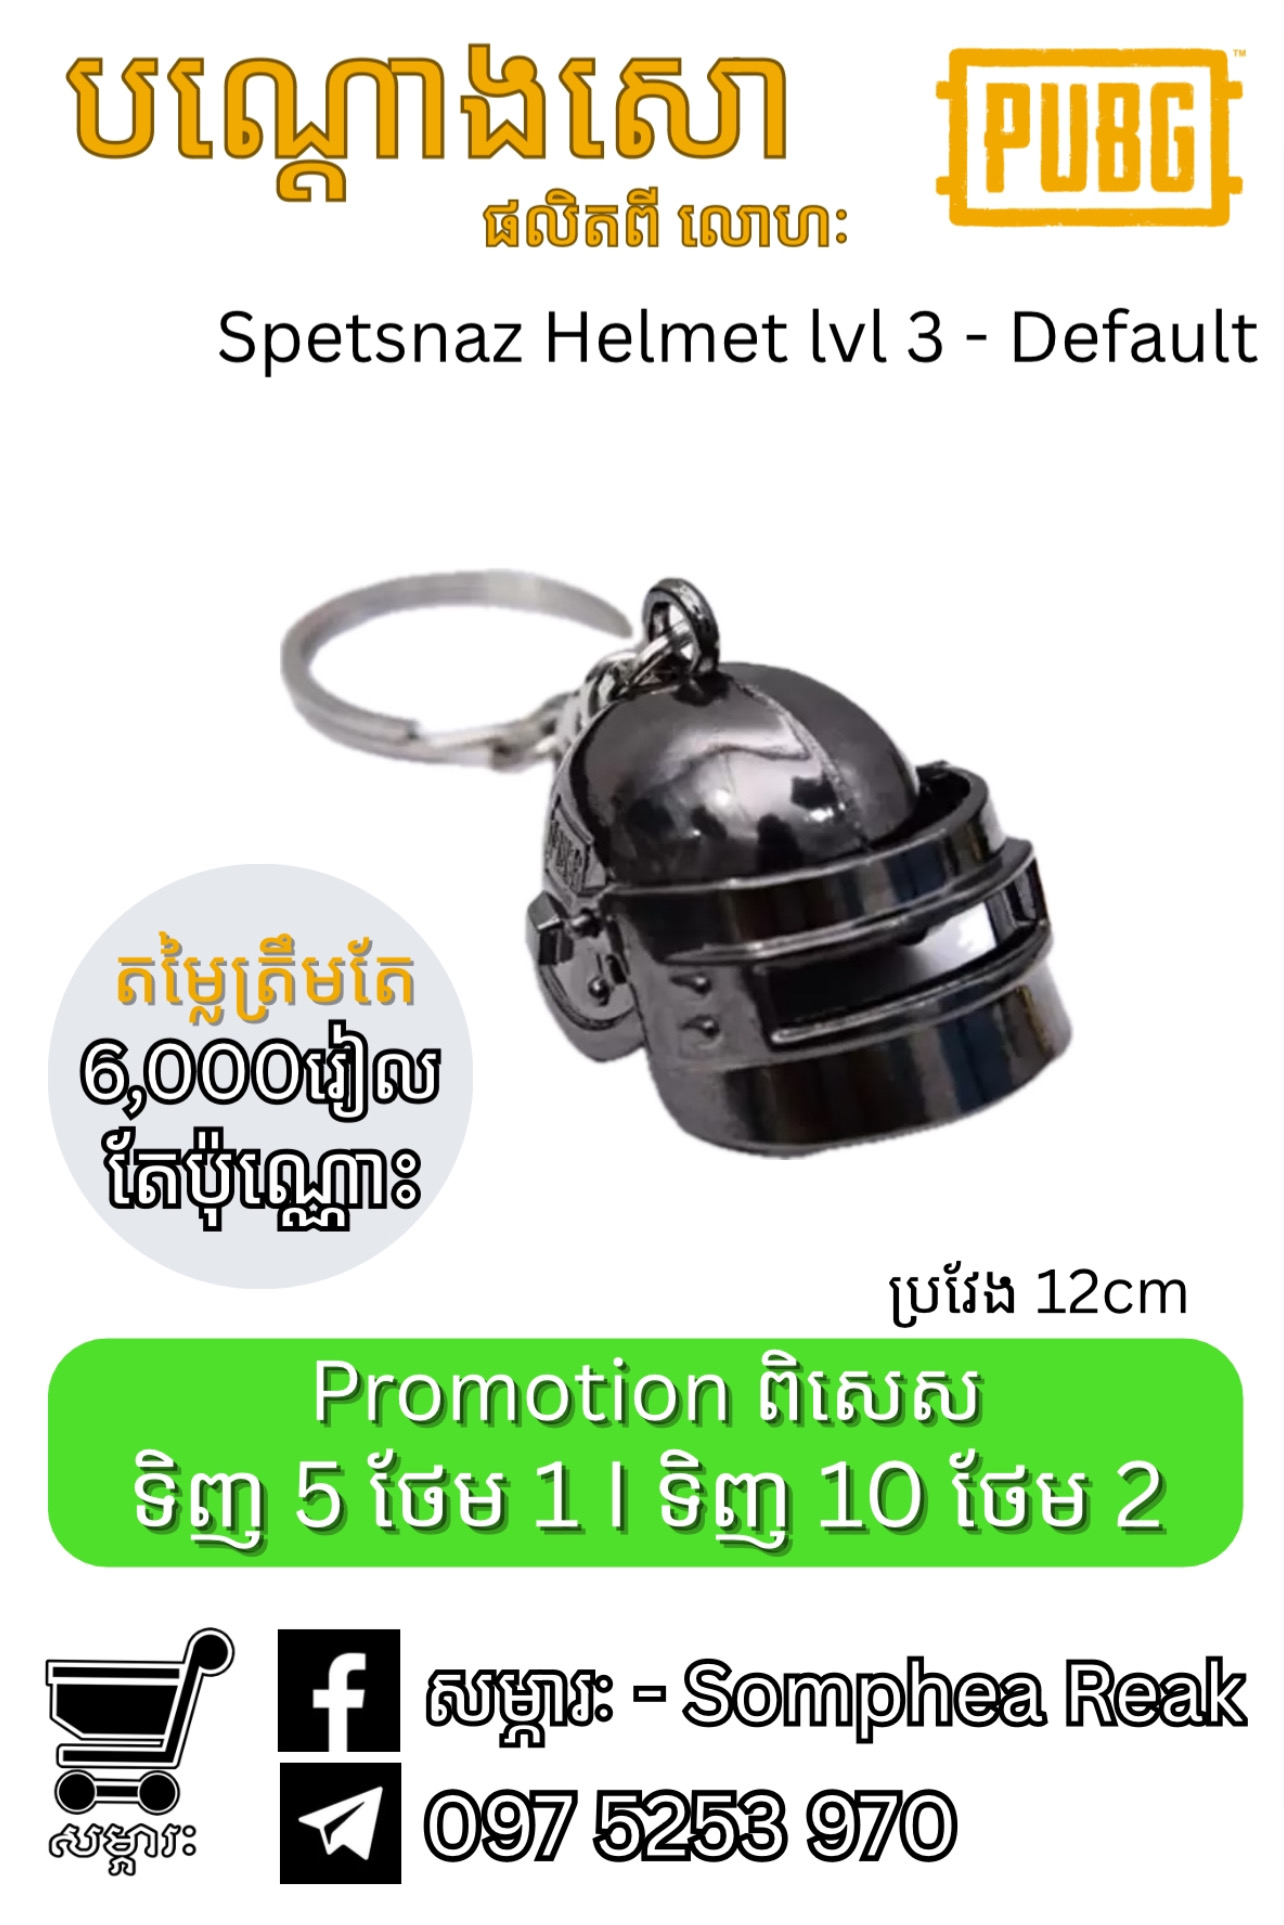 បណ្ដោងសោ
PUBG™
ផលិតពី លោហៈ
Spetsnaz Helmet lvl 3 - Default
តម្លៃត្រឹមតែ
6,000រៀល
តែប៉ុណ្ណោះ
ប្រវែង 12cm
Promotion ពិសេស
ទិញ 5 ថែម 1 | ទិញ 10 ថែម 2
សម្ភារៈ - Somphea Reak
097 5253 970
សម្ភារៈ